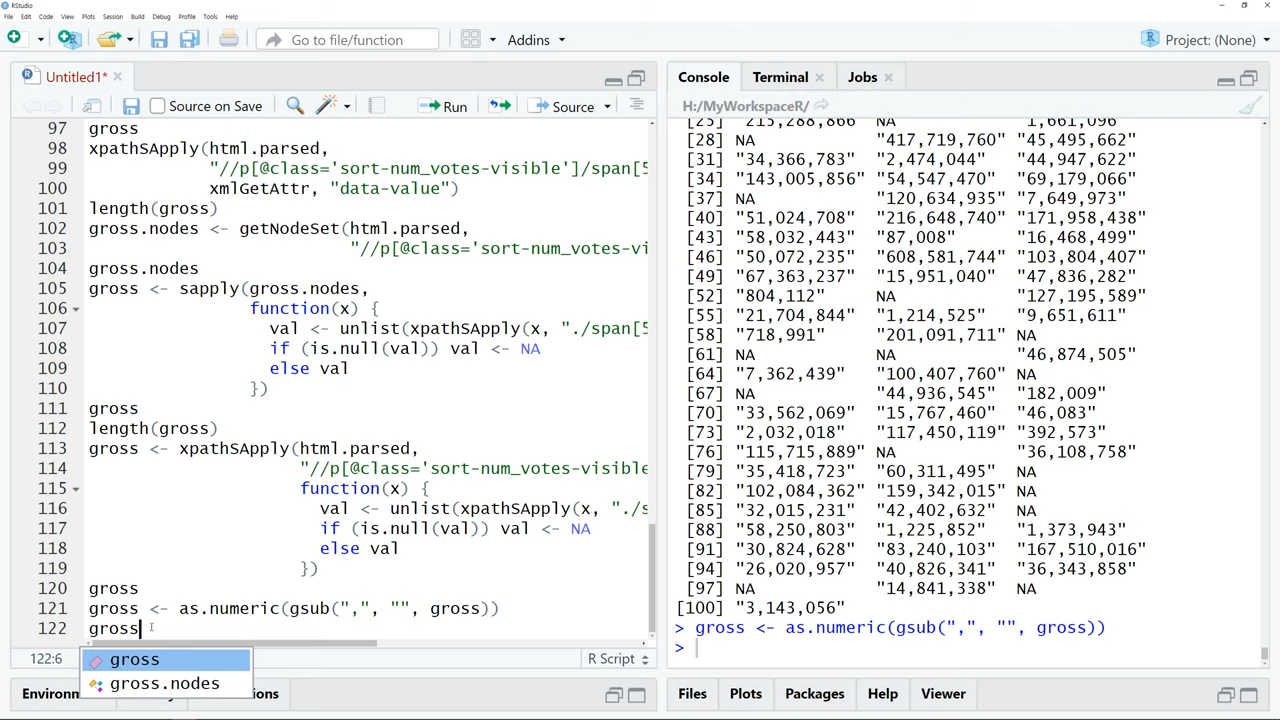 RStudio
File Edit Code View Plots Session Build Debug Profile Tools Help
Go to file/function Addins Project: (None)
Untitled1*
Source on Save Run Source
97 gross
98 xpathSApply(html.parsed,
99 "//p[@class='sort-num_votes-visible']/span[5
100 xmlGetAttr, "data-value")
101 length(gross)
102 gross.nodes <- getNodeSet(html.parsed,
103 "//p[@class='sort-num_votes-vi
104 gross.nodes
105 gross <- sapply(gross.nodes,
106 function(x) {
107 val <- unlist(xpathSApply(x, "./span[5
108 if (is.null(val)) val <- NA
109 else val
110 })
111 gross
112 length(gross)
113 gross <- xpathSApply(html.parsed,
114 "//p[@class='sort-num_votes-visible
115 function(x) {
116 val <- unlist(xpathSApply(x, "./s
117 if (is.null(val)) val <- NA
118 else val
119 })
120 gross
121 gross <- as.numeric(gsub(",", "", gross))
122 gross
gross
gross.nodes
122:6 R Script
Environ
ions
Console Terminal Jobs
H:/MyWorkspaceR/
[25] "215,288,866" NA "1,661,096"
[28] NA "417,719,760" "45,495,662"
[31] "34,366,783" "2,474,044" "44,947,622"
[34] "143,005,856" "54,547,470" "69,179,066"
[37] NA "120,634,935" "7,649,973"
[40] "51,024,708" "216,648,740" "171,958,438"
[43] "58,032,443" "87,008" "16,468,499"
[46] "50,072,235" "608,581,744" "103,804,407"
[49] "67,363,237" "15,951,040" "47,836,282"
[52] "804,112" NA "127,195,589"
[55] "21,704,844" "1,214,525" "9,651,611"
[58] "718,991" "201,091,711" NA
[61] NA NA "46,874,505"
[64] "7,362,439" "100,407,760" NA
[67] NA "44,936,545" "182,009"
[70] "33,562,069" "15,767,460" "46,083"
[73] "2,032,018" "117,450,119" "392,573"
[76] "115,715,889" NA "36,108,758"
[79] "35,418,723" "60,311,495" NA
[82] "102,084,362" "159,342,015" NA
[85] "32,015,231" "42,402,632" NA
[88] "58,250,803" "1,225,852" "1,373,943"
[91] "30,824,628" "83,240,103" "167,510,016"
[94] "26,020,957" "40,826,341" "36,343,858"
[97] NA "14,841,338" NA
[100] "3,143,056"
> gross <- as.numeric(gsub(",", "", gross))
>
Files Plots Packages Help Viewer